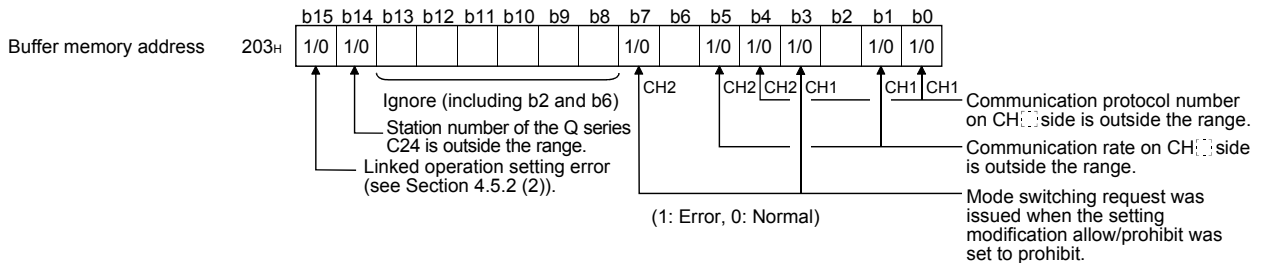 b15 b14 b13 b12 b11 b10 b9 b8 b7 b6 b5 b4 b3 b2 b1 b0
Buffer memory address 203H 1/0 1/0 1/0 1/0 1/0 1/0 1/0 1/0
CH2 CH2 CH2 CH1 CH1 CH1
Ignore (including b2 and b6)
Station number of the Q series
C24 is outside the range.
Linked operation setting error
(see Section 4.5.2 (2)).
(1: Error, 0: Normal)
Communication protocol number
on CH□ side is outside the range.
Communication rate on CH□ side
is outside the range.
Mode switching request was
issued when the setting
modification allow/prohibit was
set to prohibit.